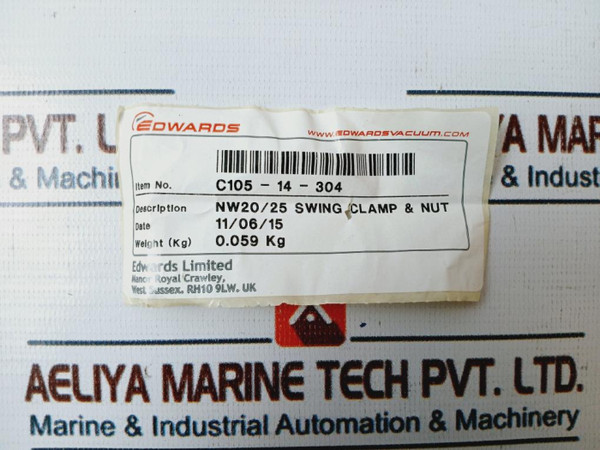 PVT. L
& Machin
ELIYA MAR
e & Indust
EDWARDS
WWW.EDWARDSVACUUM.COM
Item No. C105 - 14 - 304
Description NW20/25 SWING CLAMP & NUT
Date 11/06/15
Weight (Kg) 0.059 Kg
Edwards Limited
Manor Royal Crawley,
West Sussex. RH10 9LW. UK
AELIYA MARINE TECH PVT. LTD.
Marine & Industrial Automation & Machinery